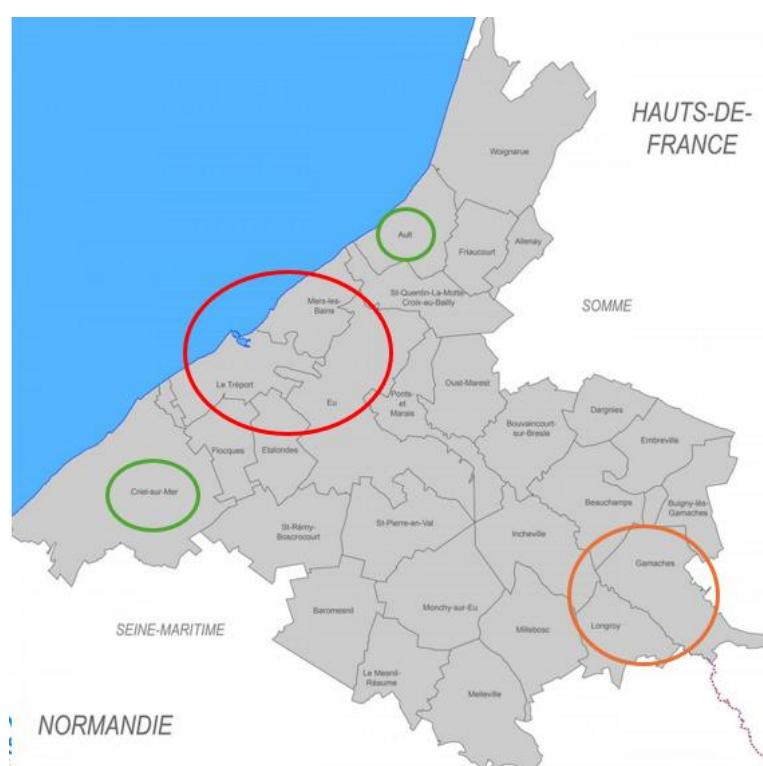 HAUTS-DE-
FRANCE
Woignarue
Ault
Friaucourt
Allenay
St-Quentin-La-Motte-
Croix-au-Bailly
SOMME
Mers-les-
Bains
Le Tréport
Eu
Ponts-
et
Marais
Oust-Marest
Dargnies
Bouvaincourt-
sur-Bresle
Embreville
Flocques
Etalondes
Criel-sur-Mer
Beauchamps
Buigny-lès-
Gamaches
St-Rémy-
Boscrocourt
St-Pierre-en-Val
Incheville
Gamaches
Baromesnil
Monchy-sur-Eu
Millebosc
Longroy
SEINE-MARITIME
Le Mesnil-
Réaume
Melleville
NORMANDIE